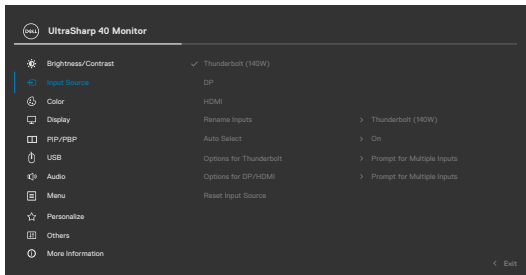 DELL UltraSharp 40 Monitor
Brightness/Contrast ✓ Thunderbolt (140W)
Input Source DP
Color HDMI
Display Rename Inputs > Thunderbolt (140W)
PIP/PBP Auto Select > On
USB Options for Thunderbolt > Prompt for Multiple Inputs
Audio Options for DP/HDMI > Prompt for Multiple Inputs
Menu Reset Input Source
Personalize
Others
More Information
< Exit